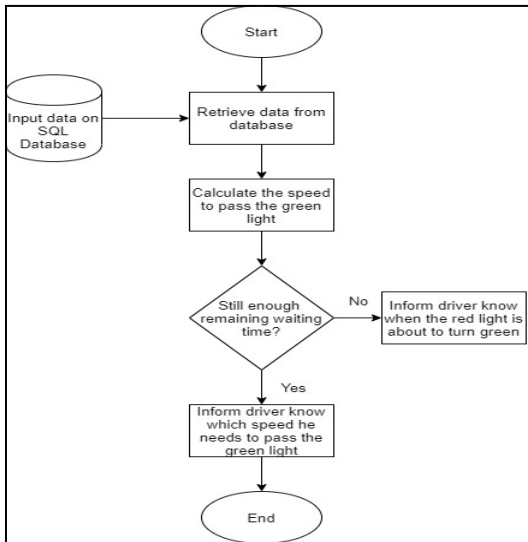 Start
Input data on
SQL
Database
Retrieve data from
database
Calculate the speed
to pass the green
light
Still enough
remaining waiting
time?
No
Inform driver know
when the red light is
about to turn green
Yes
Inform driver know
which speed he
needs to pass the
green light
End